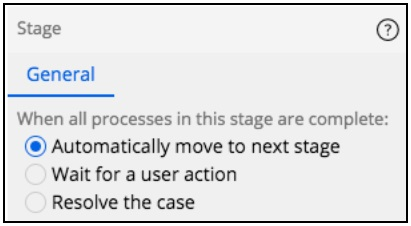 Stage ?
General
When all processes in this stage are complete:
Automatically move to next stage
Wait for a user action
Resolve the case